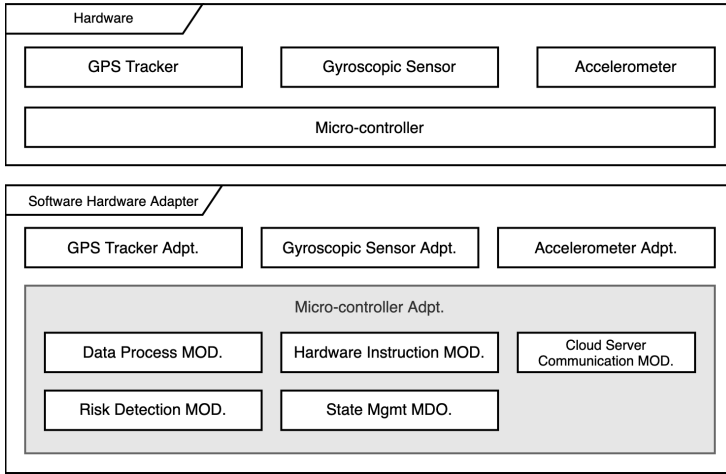 Hardware
GPS Tracker
Gyroscopic Sensor
Accelerometer
Micro-controller
Software Hardware Adapter
GPS Tracker Adpt.
Gyroscopic Sensor Adpt.
Accelerometer Adpt.
Micro-controller Adpt.
Data Process MOD.
Hardware Instruction MOD.
Cloud Server
Communication MOD.
Risk Detection MOD.
State Mgmt MDO.